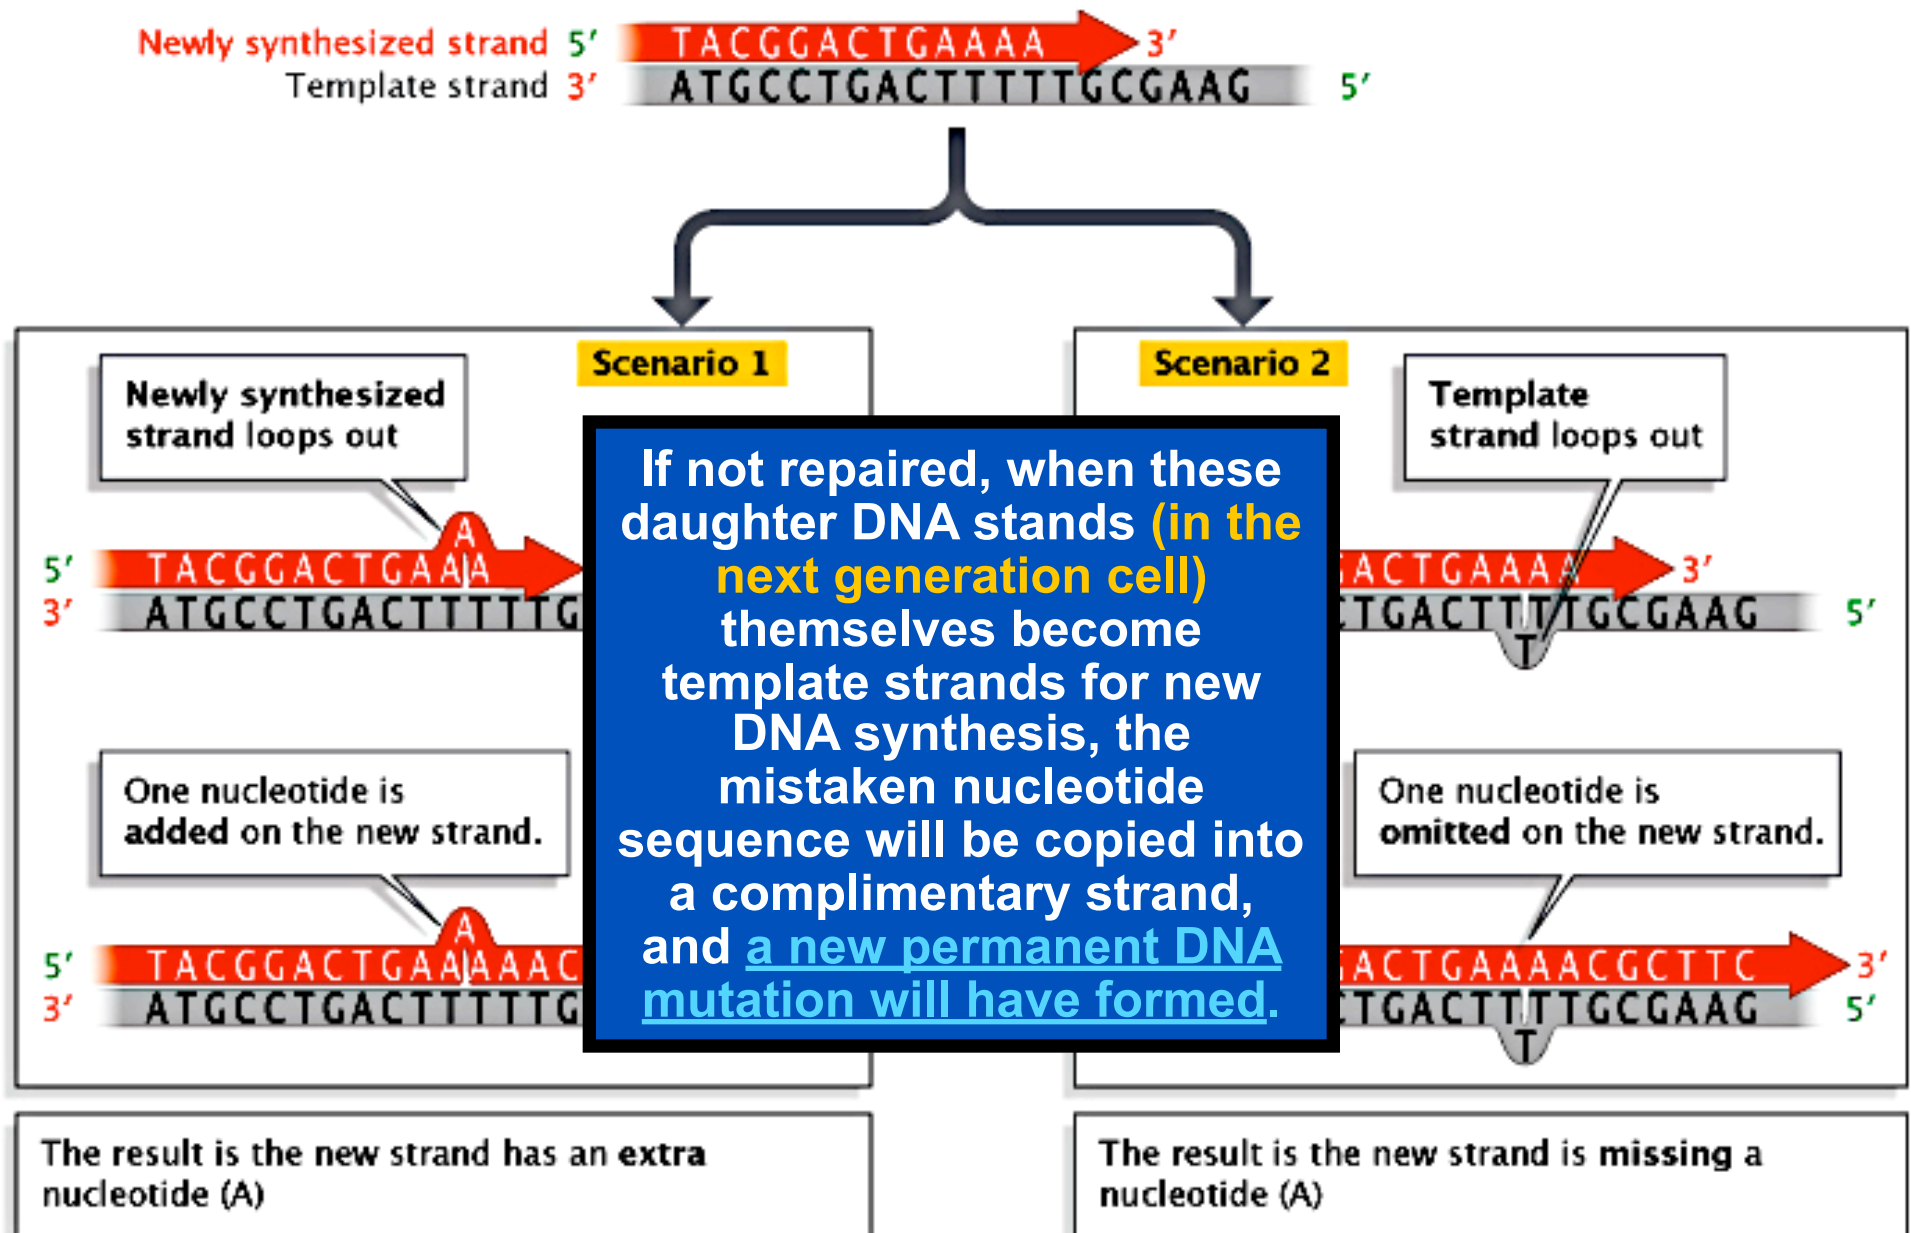 Newly synthesized strand 5′ TACGGACTGAAAA 3′
Template strand 3′ ATGCCTGACTTTTTGCGAAG 5′
Scenario 1
Newly synthesized
strand loops out
A
5′ TACGGACTGAAA
3′ ATGCCTGACTTTTTG
One nucleotide is
added on the new strand.
A
5′ TACGGACTGAAAAAC
3′ ATGCCTGACTTTTTG
The result is the new strand has an extra
nucleotide (A)
If not repaired, when these
daughter DNA stands (in the
next generation cell)
themselves become
template strands for new
DNA synthesis, the
mistaken nucleotide
sequence will be copied into
a complimentary strand,
and a new permanent DNA
mutation will have formed.
Scenario 2
Template
strand loops out
ACTGAAAA 3′
CTGACTTTTGCGAAG 5′
T
One nucleotide is
omitted on the new strand.
ACTGAAAACGCTTC 3′
CTGACTTTTGCGAAG 5′
T
The result is the new strand is missing a
nucleotide (A)